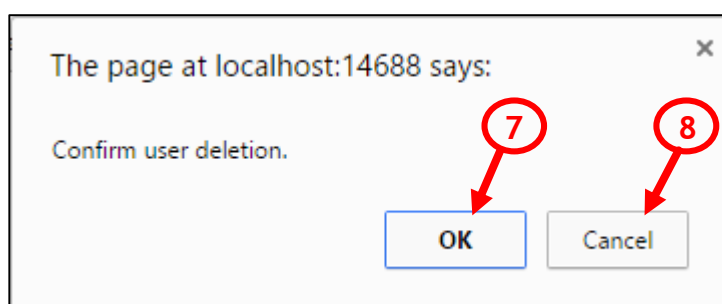 The page at localhost:14688 says:
×
Confirm user deletion.
7
8
OK
Cancel